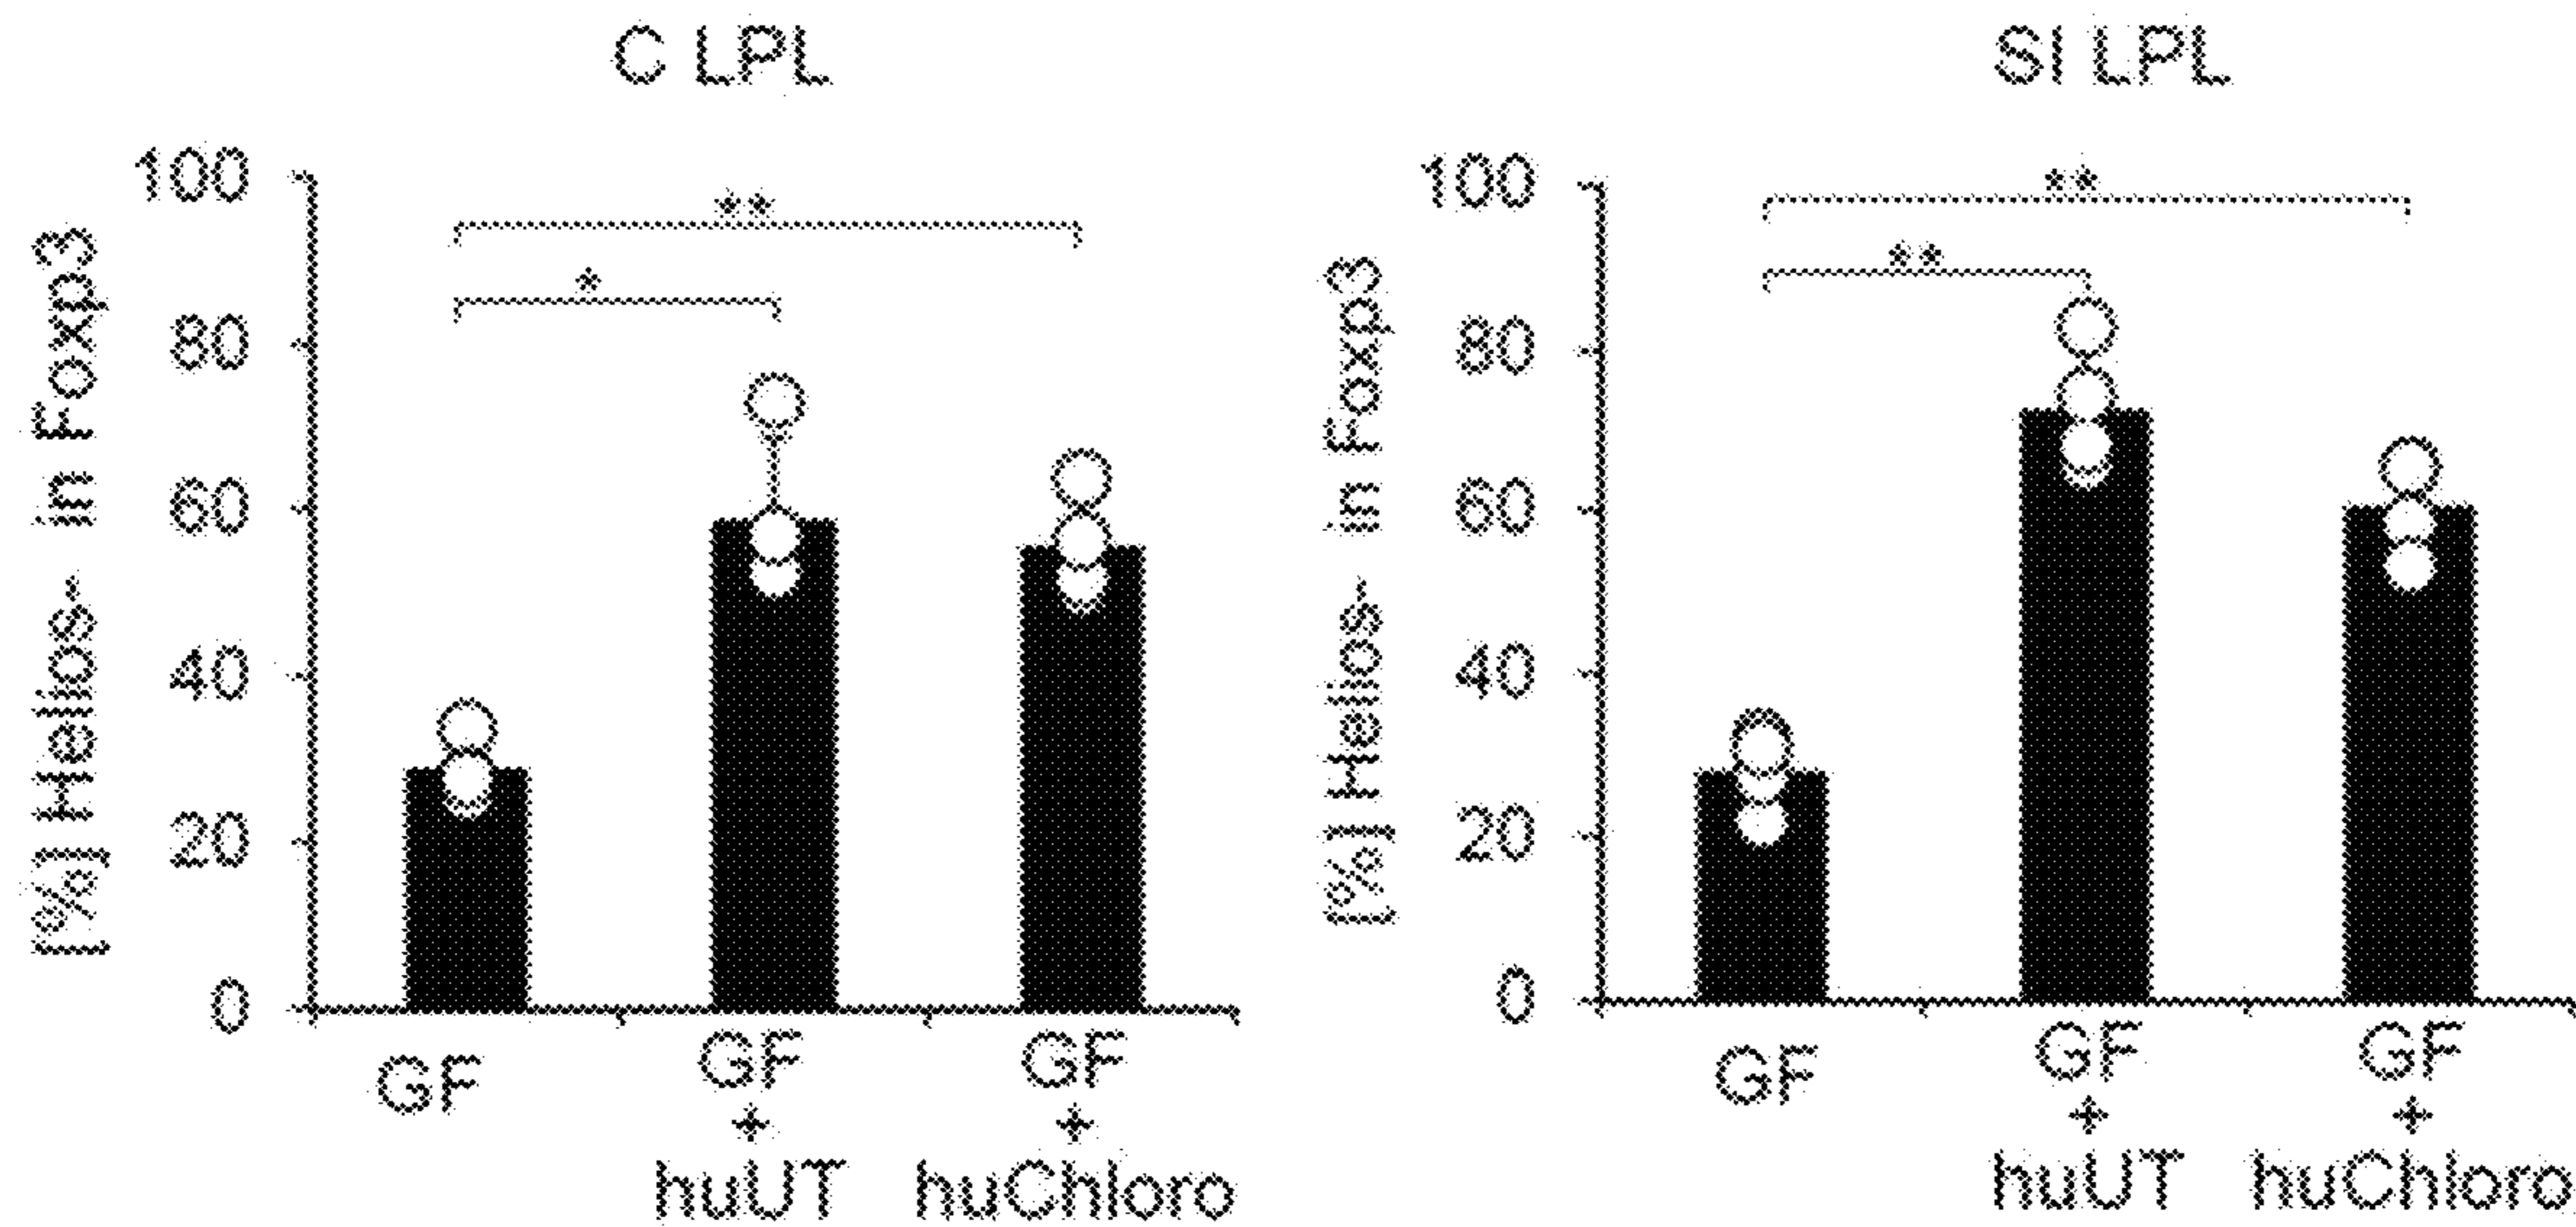 C LPL
[%] Helios- in Foxp3
100
80
60
40
20
0
**
*
GF
GF
+
huUT
GF
+
huChloro
SI LPL
[%] Helios- in Foxp3
100
80
60
40
20
0
**
**
GF
GF
+
huUT
GF
+
huChloro